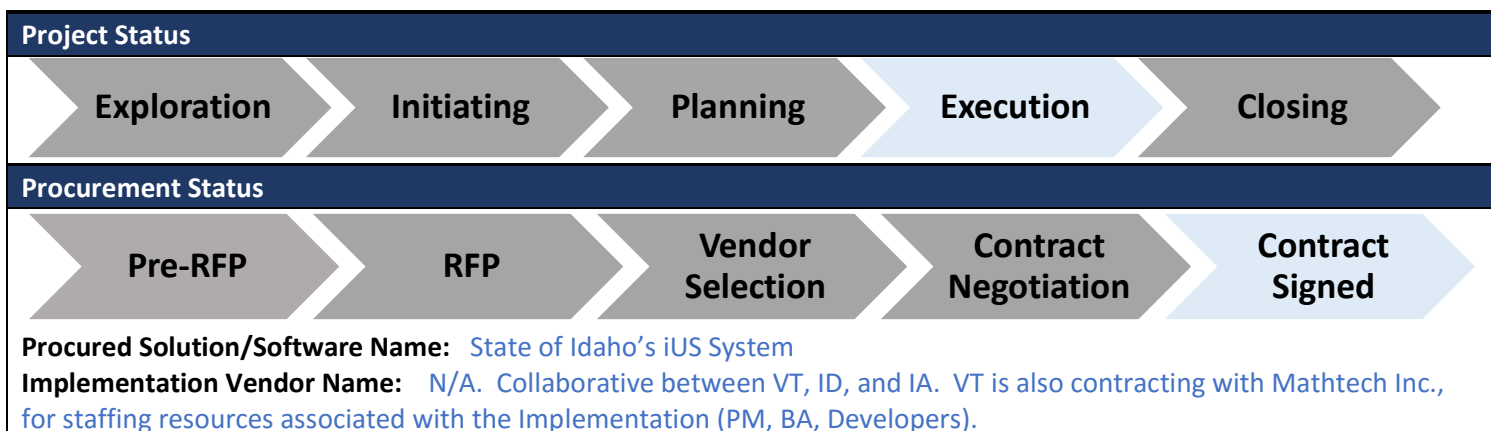 Project Status
Exploration
Initiating
Planning
Execution
Closing
Procurement Status
Pre-RFP
RFP
Vendor
Selection
Contract
Negotiation
Contract
Signed
Procured Solution/Software Name: State of Idaho’s iUS System
Implementation Vendor Name: N/A. Collaborative between VT, ID, and IA. VT is also contracting with Mathtech Inc.,
for staffing resources associated with the Implementation (PM, BA, Developers).